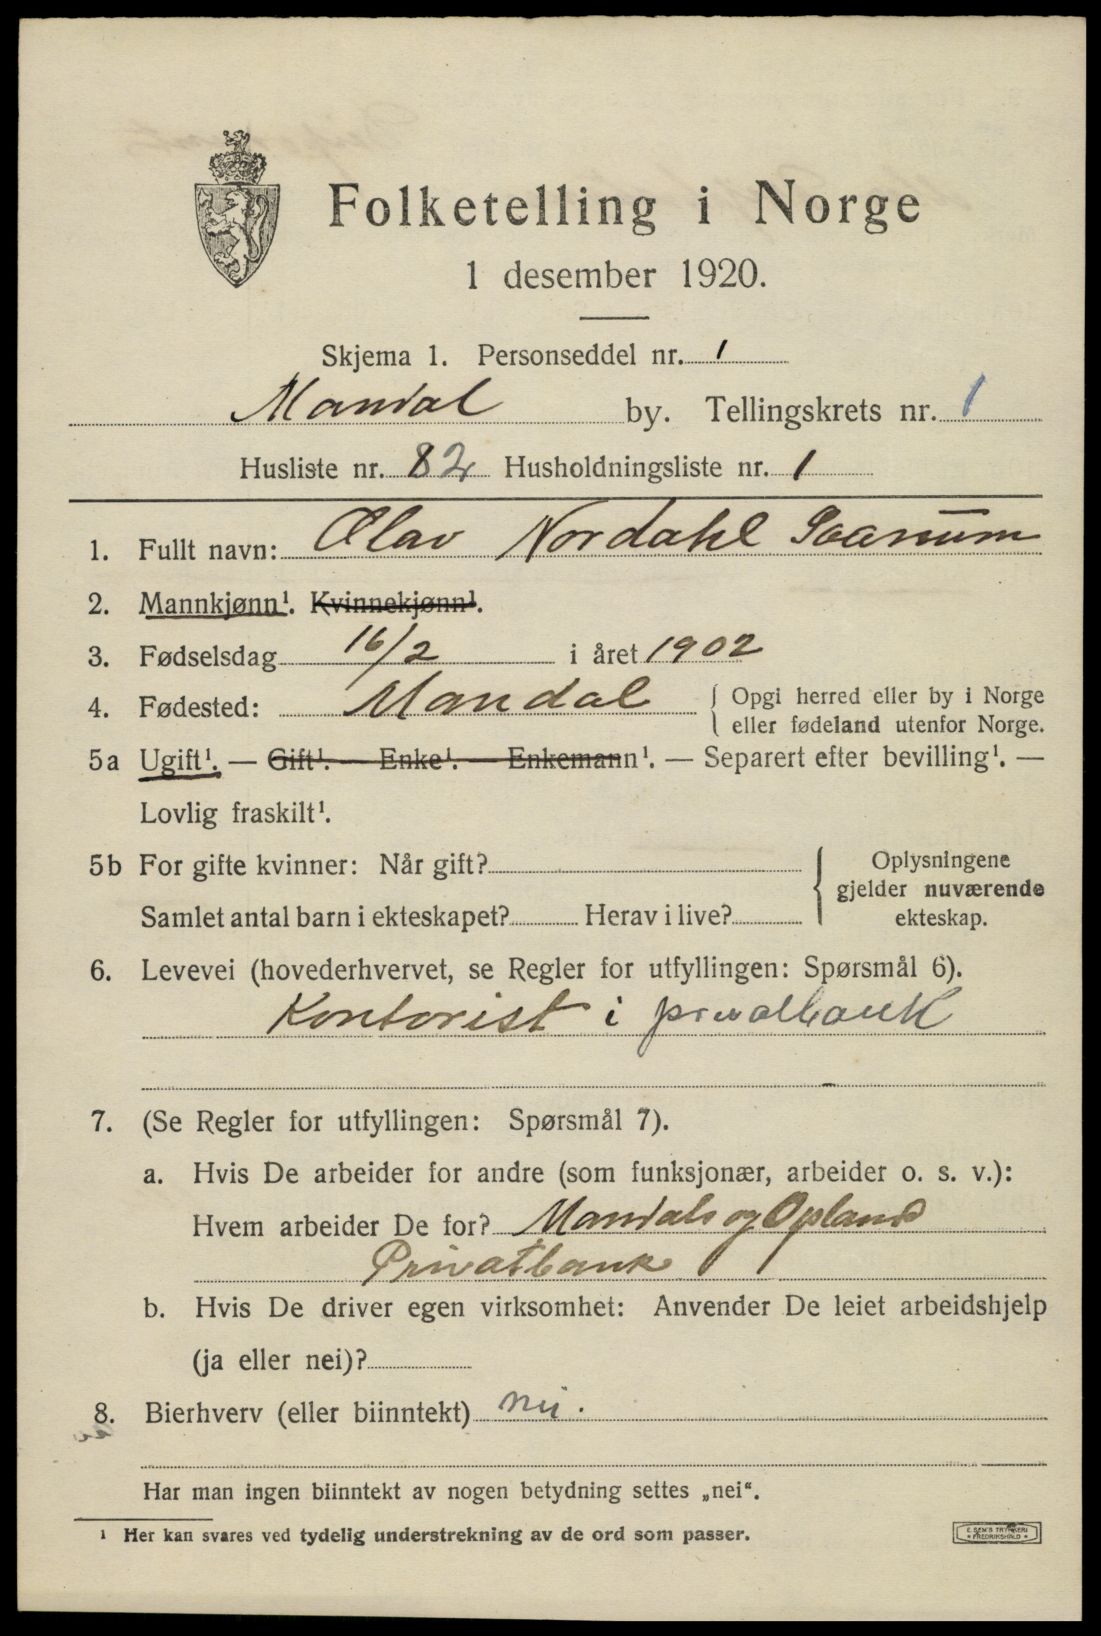 Folketelling i Norge
1 desember 1920.
Skjema 1. Personseddel nr. 1
Mandal by. Tellingskrets nr. 1
Husliste nr. 82 Husholdningsliste nr. 1
1. Fullt navn: Olav Nordahl
2. Mannkjønn¹. Kvinnekjønn¹.
3. Fødselsdag 16/2 i året 1902
4. Fødested: Mandal { Opgi herred eller by i Norge
eller fødeland utenfor Norge.
5a Ugift¹. — Gift¹. — Enke¹. — Enkemann¹. — Separert efter bevilling¹. —
Lovlig fraskilt¹.
5b For gifte kvinner: Når gift?
Samlet antal barn i ekteskapet? Herav i live?
Oplysningene
gjelder nuværende
ekteskap.
6. Levevei (hovederhvervet, se Regler for utfyllingen: Spørsmål 6).
Kontorist i privatbank
7. (Se Regler for utfyllingen: Spørsmål 7).
a. Hvis De arbeider for andre (som funksjonær, arbeider o. s. v.):
Hvem arbeider De for? Mandals og Oplands
Privatbank
b. Hvis De driver egen virksomhet: Anvender De leiet arbeidshjelp
(ja eller nei)?
8. Bierhverv (eller biinntekt) nei.
Har man ingen biinntekt av nogen betydning settes „nei“.
¹ Her kan svares ved tydelig understrekning av de ord som passer.
E. SEM'S TRYKKERI
* FREDRIKSHALD *